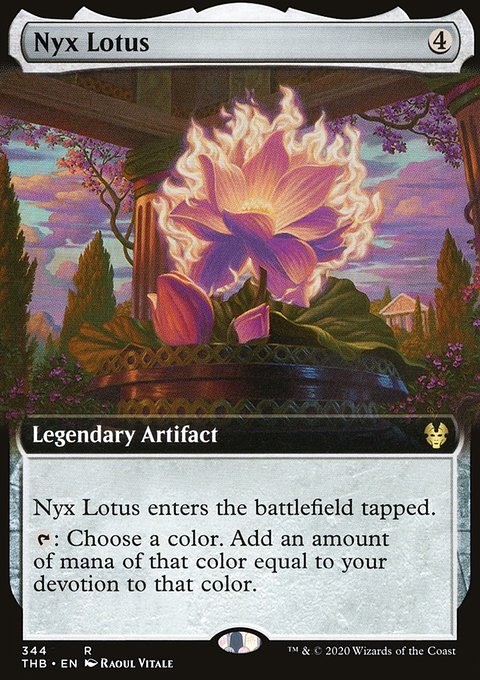 Nyx Lotus 4
Legendary Artifact
Nyx Lotus enters the battlefield tapped.
: Choose a color. Add an amount
of mana of that color equal to your
devotion to that color.
344 R
THB • EN Raoul Vitale
™ & © 2020 Wizards of the Coast